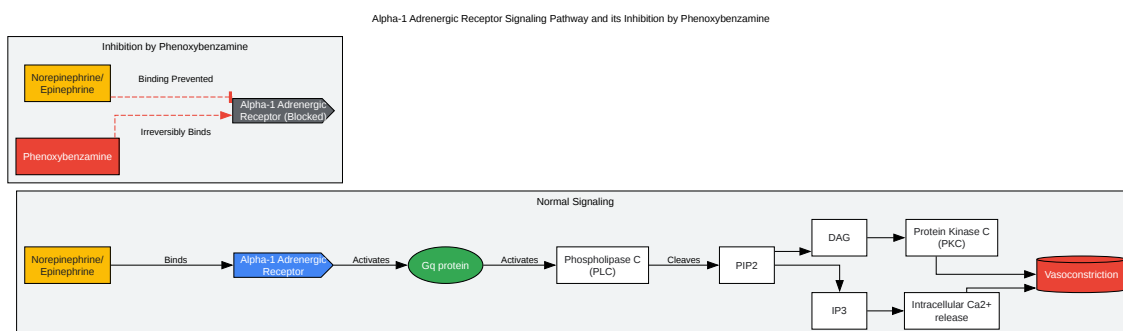 Alpha-1 Adrenergic Receptor Signaling Pathway and its Inhibition by Phenoxybenzamine
Inhibition by Phenoxybenzamine
Norepinephrine/
Epinephrine
Binding Prevented
Alpha-1 Adrenergic
Receptor (Blocked)
Irreversibly Binds
Phenoxybenzamine
Normal Signaling
Norepinephrine/
Epinephrine
Binds
Alpha-1 Adrenergic
Receptor
Activates
Gq protein
Activates
Phospholipase C
(PLC)
Cleaves
PIP2
DAG
Protein Kinase C
(PKC)
IP3
Intracellular Ca2+
release
Vasoconstriction